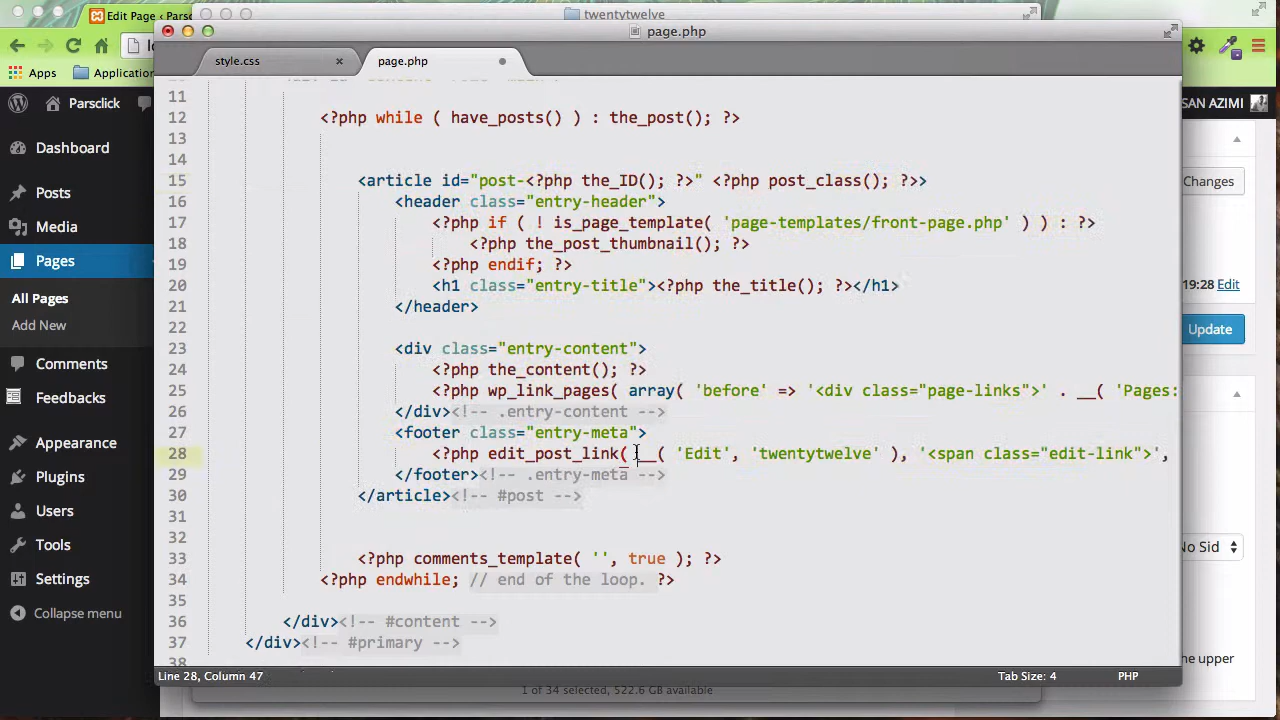 Edit Page ‹ Parsc
twentytwelve
page.php
style.css
page.php
Apps
Application
Parsclick
SAN AZIMI
Dashboard
Posts
Media
Pages
All Pages
Add New
Comments
Feedbacks
Appearance
Plugins
Users
Tools
Settings
Collapse menu
11
12 <?php while ( have_posts() ) : the_post(); ?>
13
14
15 <article id="post-<?php the_ID(); ?>" <?php post_class(); ?>>
16 <header class="entry-header">
17 <?php if ( ! is_page_template( 'page-templates/front-page.php' ) ) : ?>
18 <?php the_post_thumbnail(); ?>
19 <?php endif; ?>
20 <h1 class="entry-title"><?php the_title(); ?></h1>
21 </header>
22
23 <div class="entry-content">
24 <?php the_content(); ?>
25 <?php wp_link_pages( array( 'before' => '<div class="page-links">' . __( 'Pages:
26 </div><!-- .entry-content -->
27 <footer class="entry-meta">
28 <?php edit_post_link( __( 'Edit', 'twentytwelve' ), '<span class="edit-link">',
29 </footer><!-- .entry-meta -->
30 </article><!-- #post -->
31
32
33 <?php comments_template( '', true ); ?>
34 <?php endwhile; // end of the loop. ?>
35
36 </div><!-- #content -->
37 </div><!-- #primary -->
38
Changes
19:28 Edit
Update
No Sid
he upper
Line 28, Column 47
Tab Size: 4
PHP
1 of 34 selected, 522.6 GB available